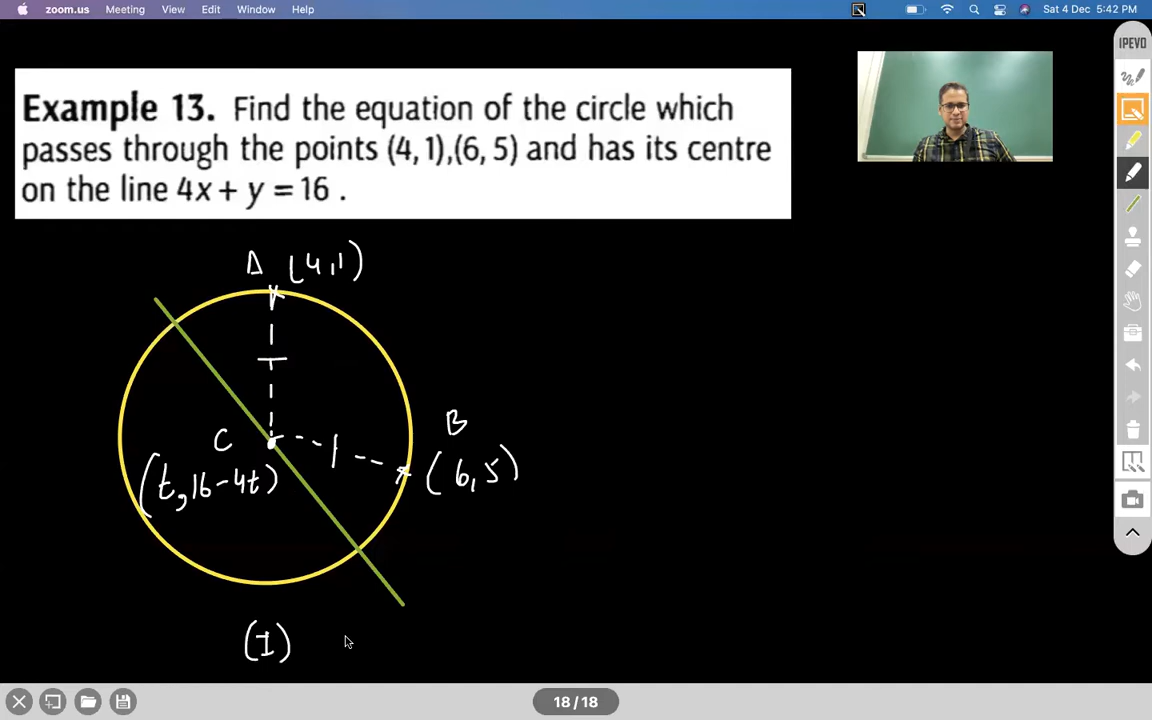 zoom.us Meeting View Edit Window Help Sat 4 Dec 5:42 PM
IPEVO
Example 13. Find the equation of the circle which
passes through the points (4, 1),(6, 5) and has its centre
on the line 4x + y = 16 .
A (4,1)
B
C
(6,5)
(t, 16-4t)
(I)
18/18